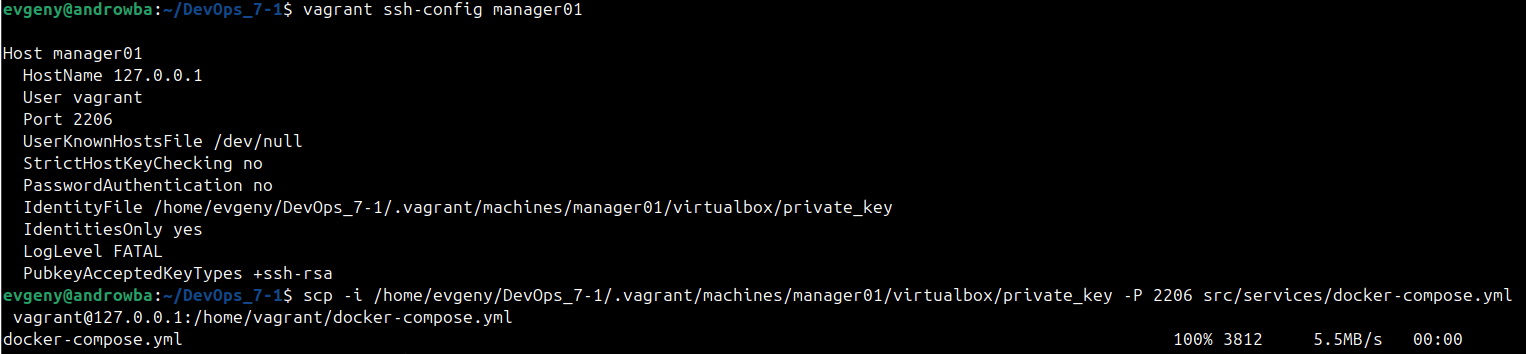 evgeny@androwba:~/DevOps_7-1$ vagrant ssh-config manager01
Host manager01
  HostName 127.0.0.1
  User vagrant
  Port 2206
  UserKnownHostsFile /dev/null
  StrictHostKeyChecking no
  PasswordAuthentication no
  IdentityFile /home/evgeny/DevOps_7-1/.vagrant/machines/manager01/virtualbox/private_key
  IdentitiesOnly yes
  LogLevel FATAL
  PubkeyAcceptedKeyTypes +ssh-rsa
evgeny@androwba:~/DevOps_7-1$ scp -i /home/evgeny/DevOps_7-1/.vagrant/machines/manager01/virtualbox/private_key -P 2206 src/services/docker-compose.yml
 vagrant@127.0.0.1:/home/vagrant/docker-compose.yml
docker-compose.yml 100% 3812 5.5MB/s 00:00